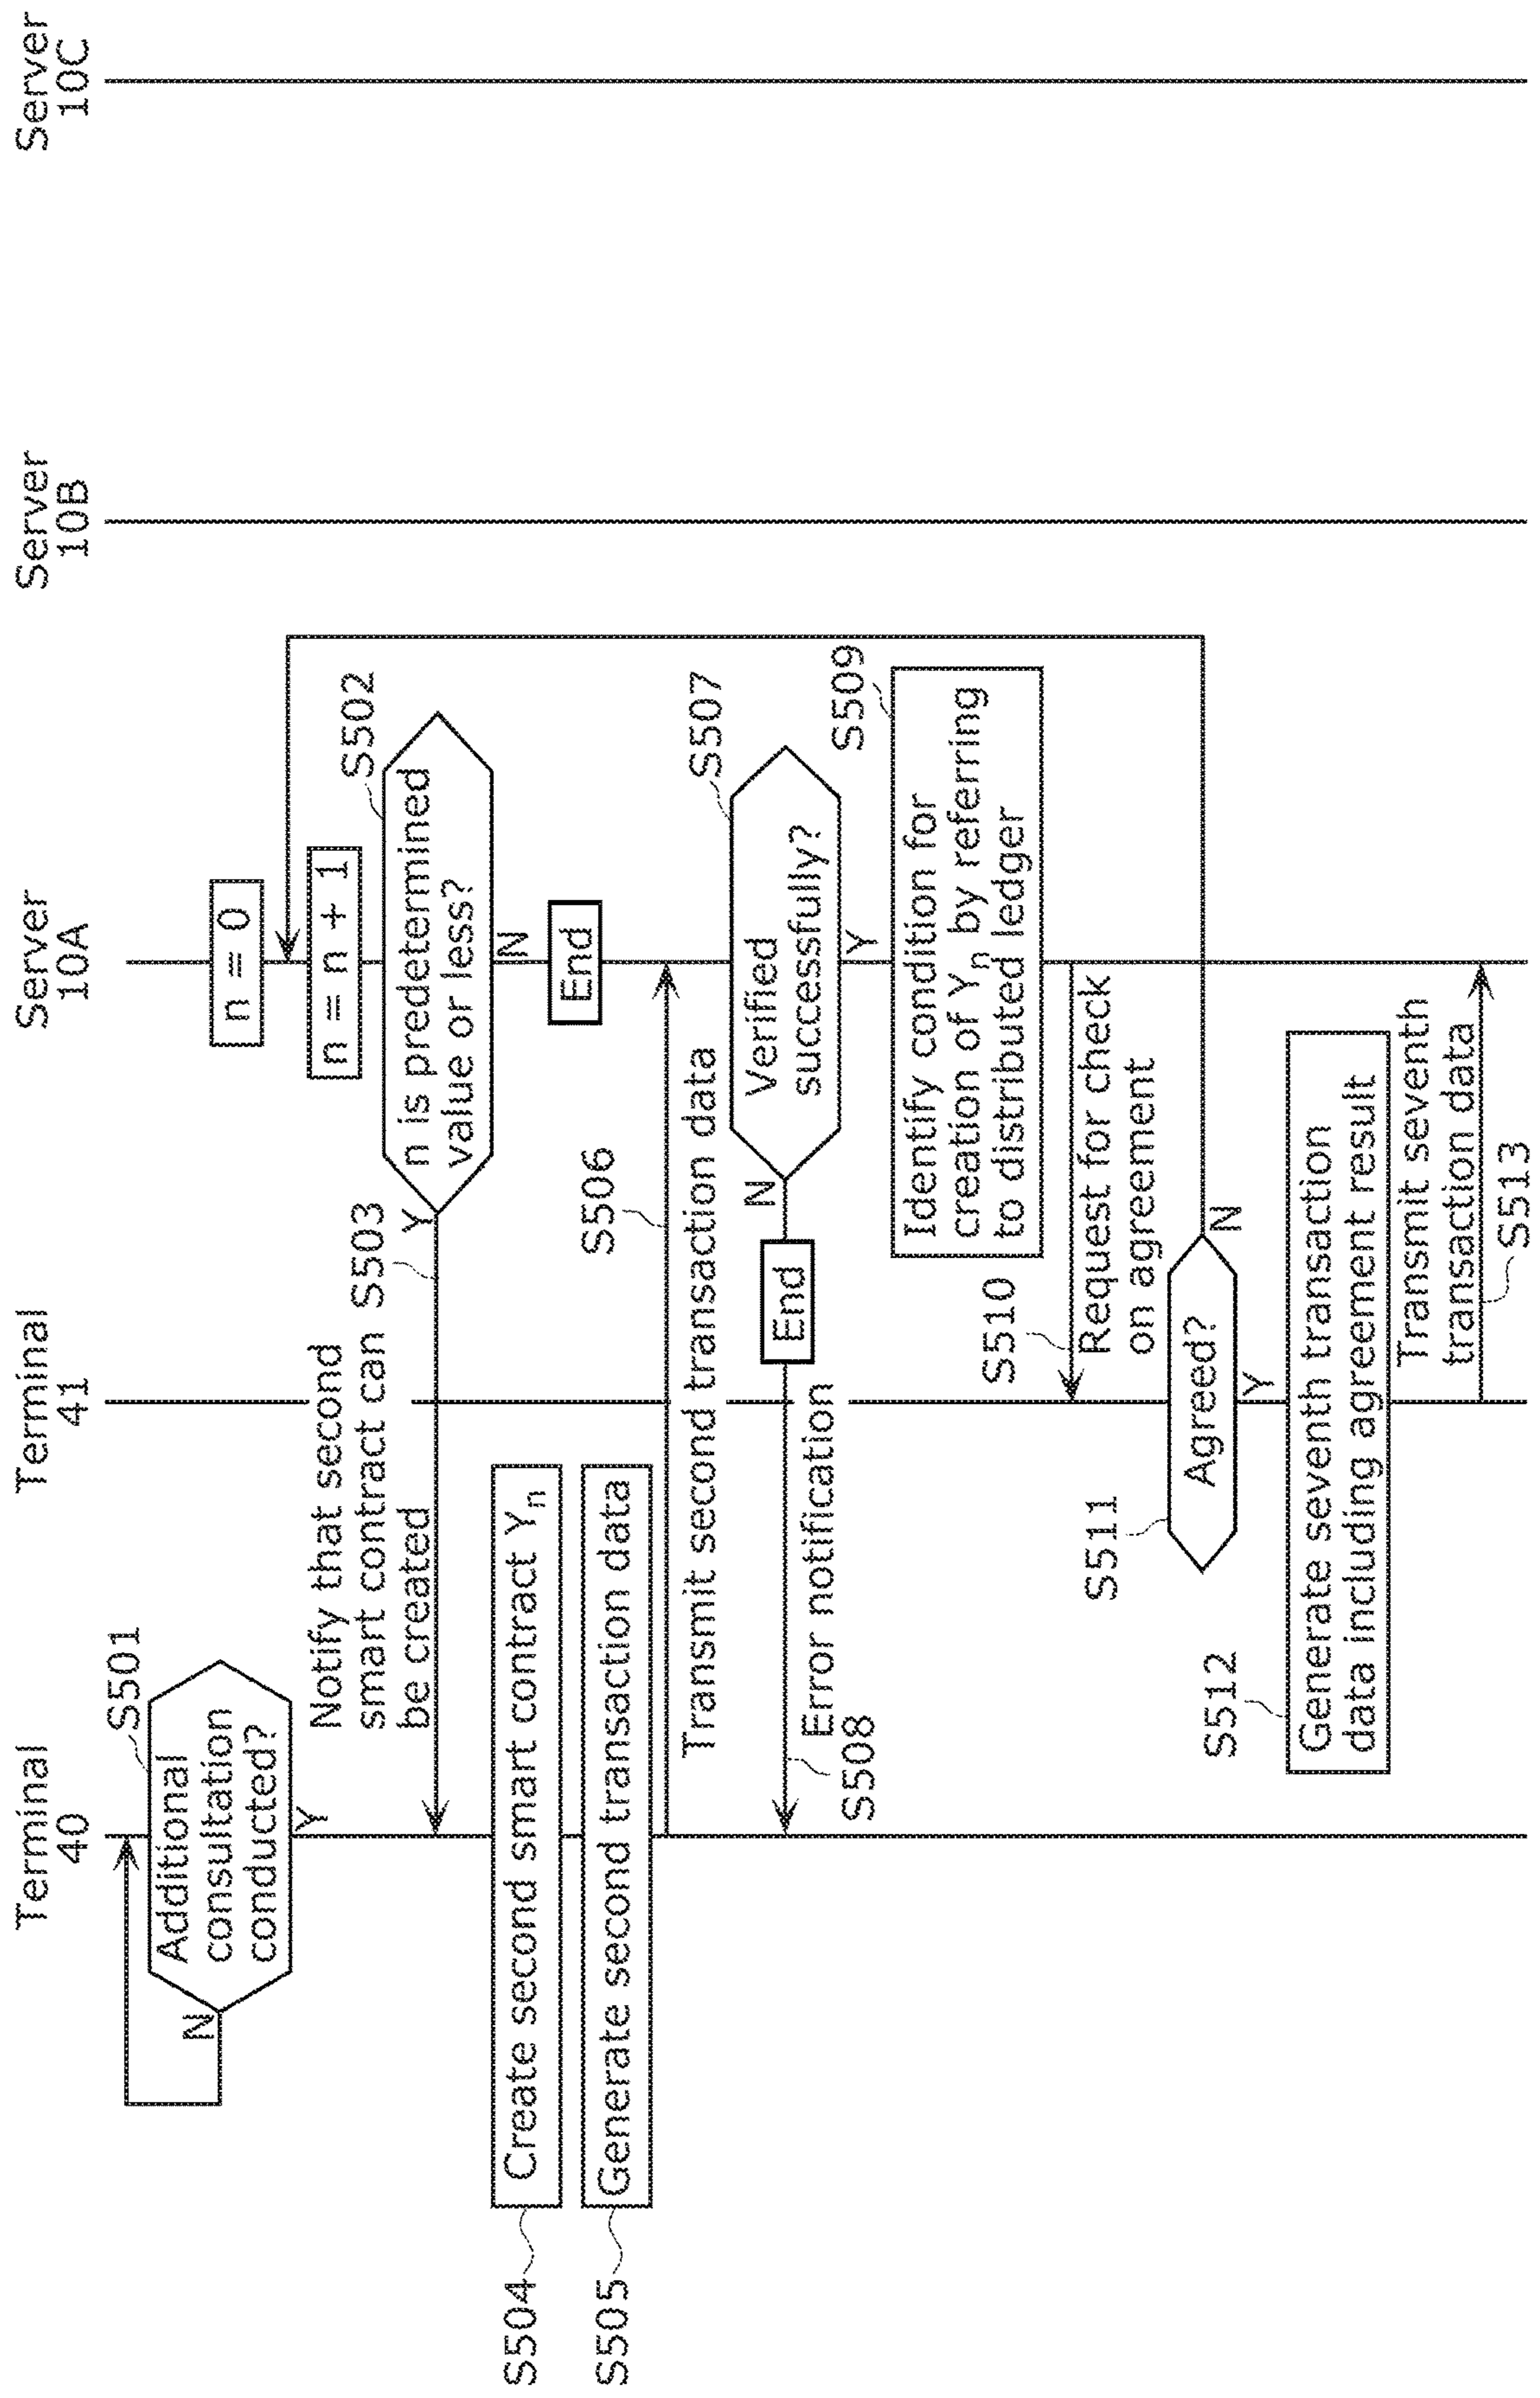 Terminal
40
Terminal
41
Server
10A
Server
10B
Server
10C
S501
Additional
consultation
conducted?
N
Y
n = 0
n = n + 1
S502
n is predetermined
value or less?
Y
N
End
Notify that second
smart contract can
be created
S503
S504
Create second smart contract Yn
S505
Generate second transaction data
S506
Transmit second transaction data
S507
Verified
successfully?
N
Y
End
Error notification
S508
S509
Identify condition for
creation of Yn by referring
to distributed ledger
S510
Request for check
on agreement
S511
Agreed?
N
Y
S512
Generate seventh transaction
data including agreement result
Transmit seventh
transaction data
S513